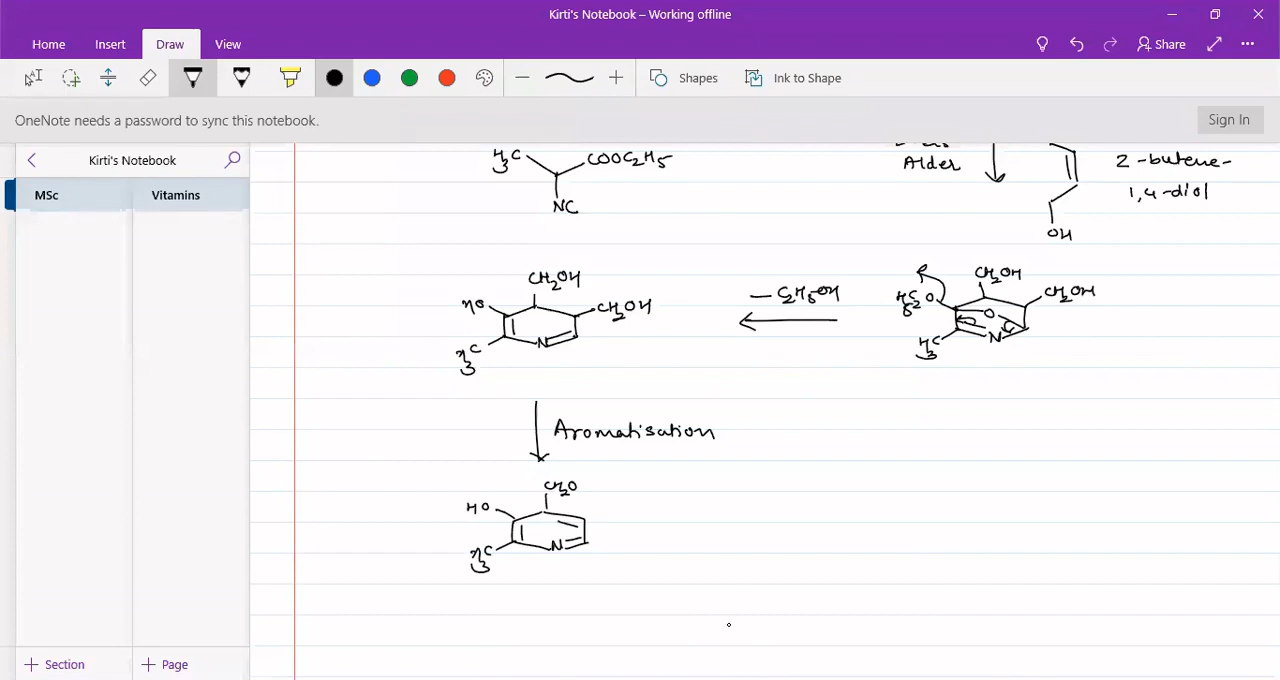 Kirti's Notebook – Working offline
Home Insert Draw View
Share
Shapes Ink to Shape
OneNote needs a password to sync this notebook.
Sign In
Kirti's Notebook
MSc Vitamins
H3C COOC2H5
NC
Alder
2-butene-
1,4-diol
OH
CH2OH
HO CH2OH
H3C N
- C2H5OH
CH2OH
H5C2O O CH2OH
H3C N
Aromatisation
CH2O
HO
H3C N
+ Section + Page